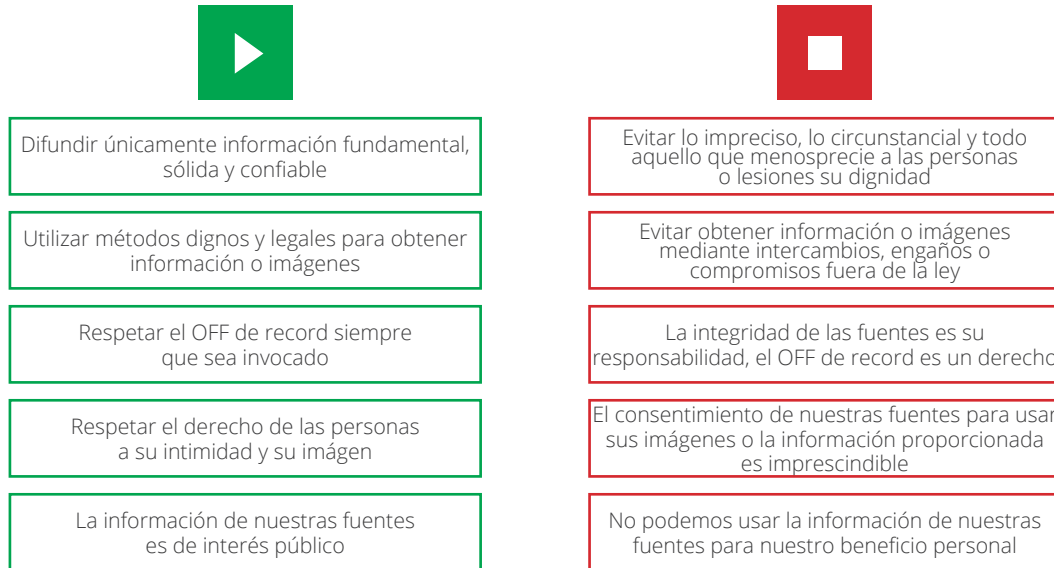 Difundir únicamente información fundamental,
sólida y confiable
Utilizar métodos dignos y legales para obtener
información o imágenes
Respetar el OFF de record siempre
que sea invocado
Respetar el derecho de las personas
a su intimidad y su imágen
La información de nuestras fuentes
es de interés público
Evitar lo impreciso, lo circunstancial y todo
aquello que menosprecie a las personas
o lesiones su dignidad
Evitar obtener información o imágenes
mediante intercambios, engaños o
compromisos fuera de la ley
La integridad de las fuentes es su
responsabilidad, el OFF de record es un derecho
El consentimiento de nuestras fuentes para usar
sus imágenes o la información proporcionada
es imprescindible
No podemos usar la información de nuestras
fuentes para nuestro beneficio personal